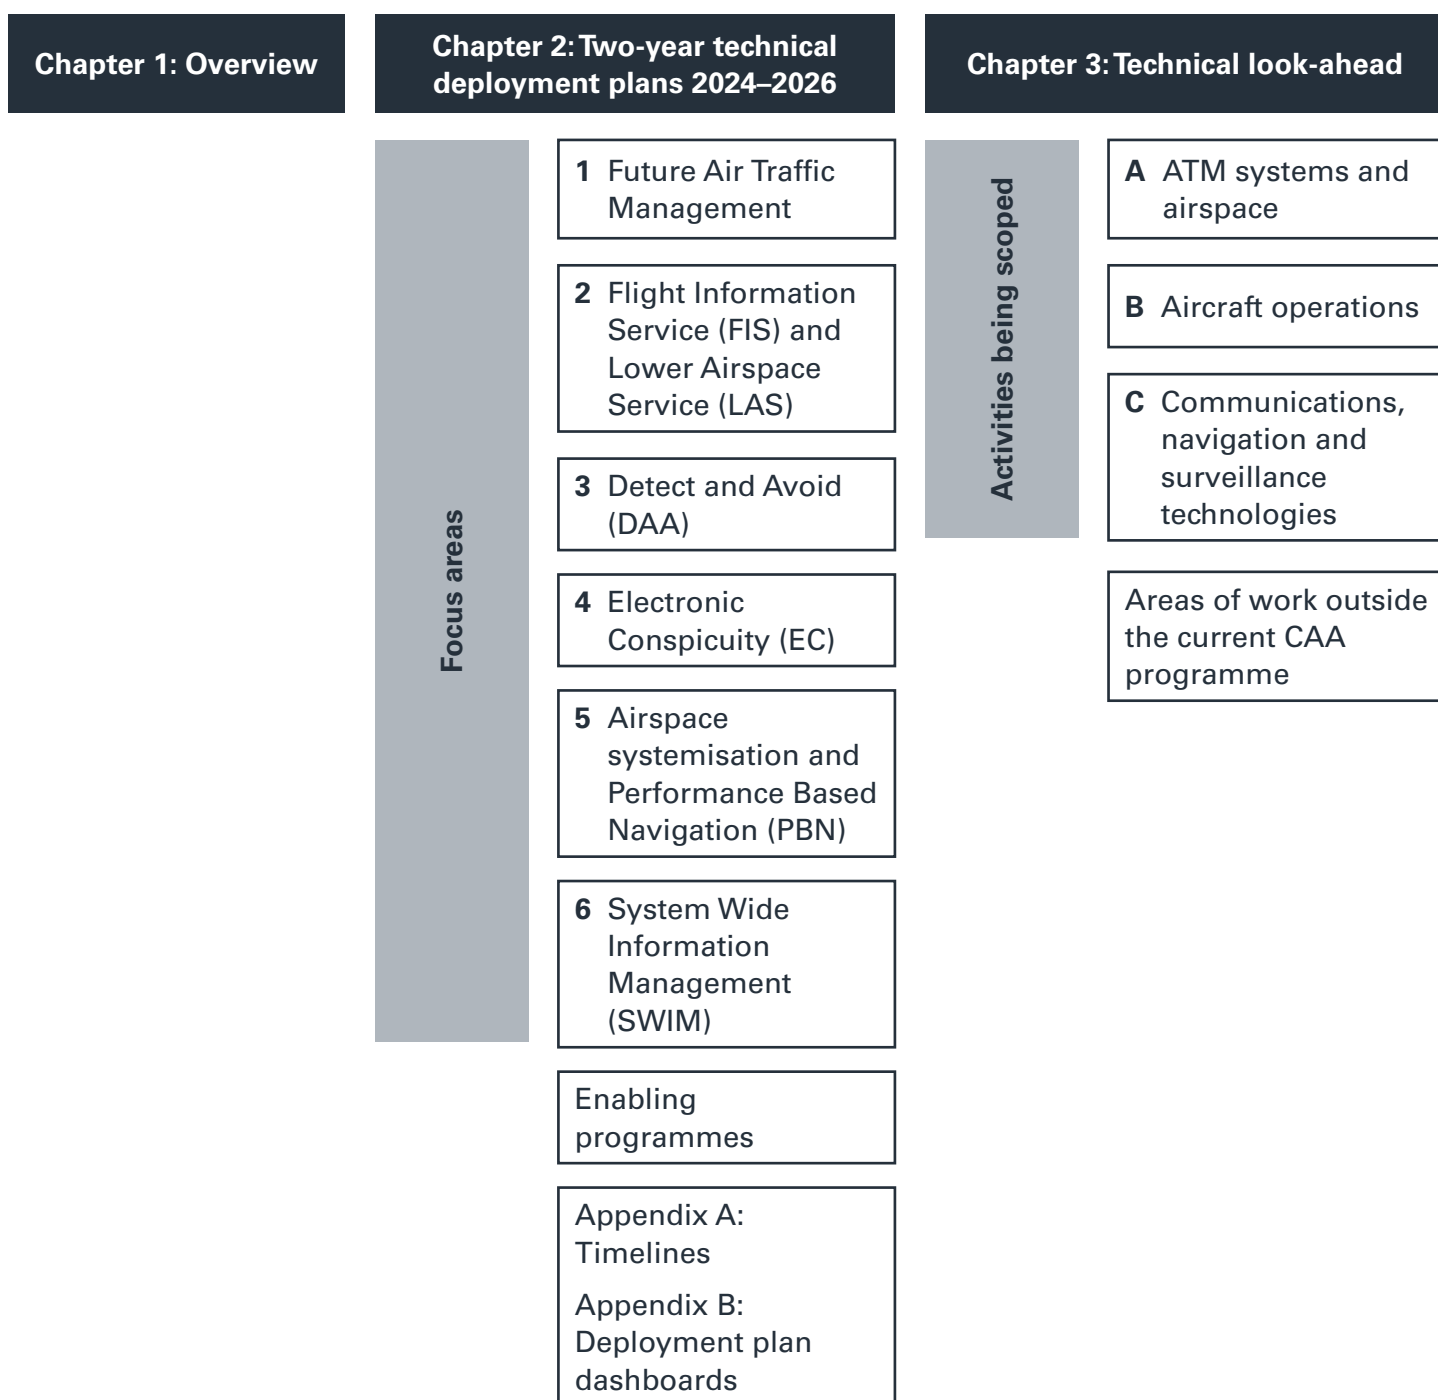 Chapter 1: Overview
Chapter 2: Two-year technical
deployment plans 2024–2026
Focus areas
1 Future Air Traffic
Management
2 Flight Information
Service (FIS) and
Lower Airspace
Service (LAS)
3 Detect and Avoid
(DAA)
4 Electronic
Conspicuity (EC)
5 Airspace
systemisation and
Performance Based
Navigation (PBN)
6 System Wide
Information
Management
(SWIM)
Enabling
programmes
Appendix A:
Timelines
Appendix B:
Deployment plan
dashboards
Chapter 3: Technical look-ahead
Activities being scoped
A ATM systems and
airspace
B Aircraft operations
C Communications,
navigation and
surveillance
technologies
Areas of work outside
the current CAA
programme